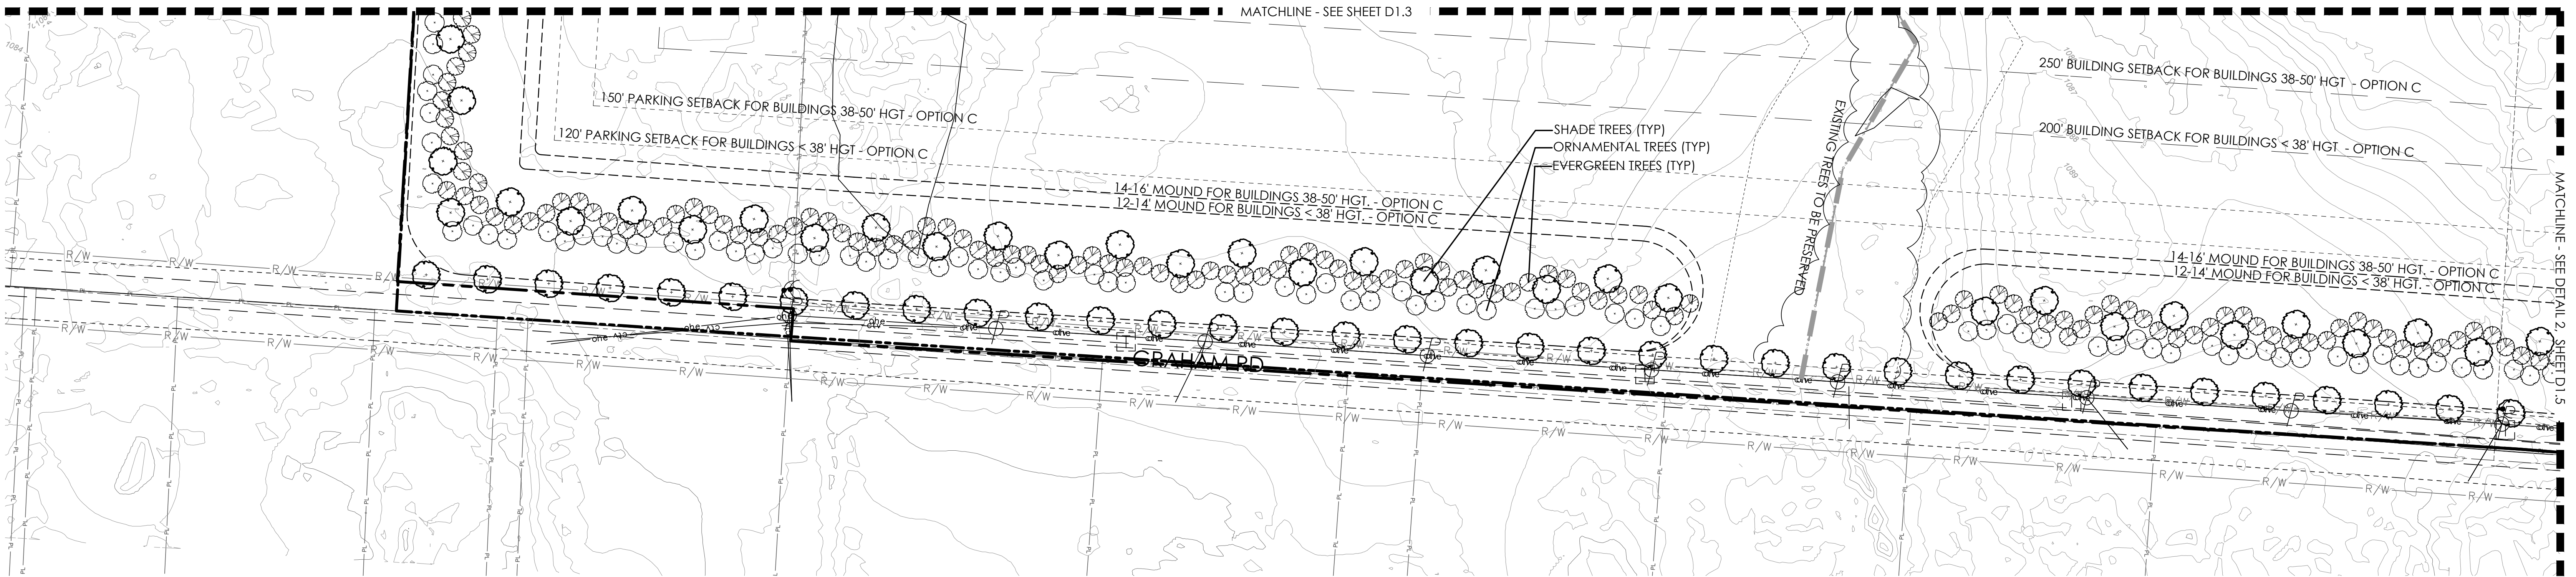 MATCHLINE - SEE SHEET D1.3
1084
250' BUILDING SETBACK FOR BUILDINGS 38-50' HGT - OPTION C
1087
150' PARKING SETBACK FOR BUILDINGS 38-50' HGT - OPTION C
120' PARKING SETBACK FOR BUILDINGS < 38' HGT - OPTION C
SHADE TREES (TYP)
ORNAMENTAL TREES (TYP)
EVERGREEN TREES (TYP)
EXISTING TREES TO BE PRESERVED
200' BUILDING SETBACK FOR BUILDINGS < 38' HGT - OPTION C
1089
14-16' MOUND FOR BUILDINGS 38-50' HGT. - OPTION C
12-14' MOUND FOR BUILDINGS < 38' HGT. - OPTION C
14-16' MOUND FOR BUILDINGS 38-50' HGT. - OPTION C
12-14' MOUND FOR BUILDINGS < 38' HGT. - OPTION C
MATCHLINE - SEE DETAIL 2, SHEET D1.5
R/W R/W R/W R/W
GRAHAM RD
R/W R/W R/W R/W R/W R/W R/W
R/W R/W R/W R/W R/W R/W R/W R/W R/W R/W R/W R/W R/W R/W R/W R/W R/W